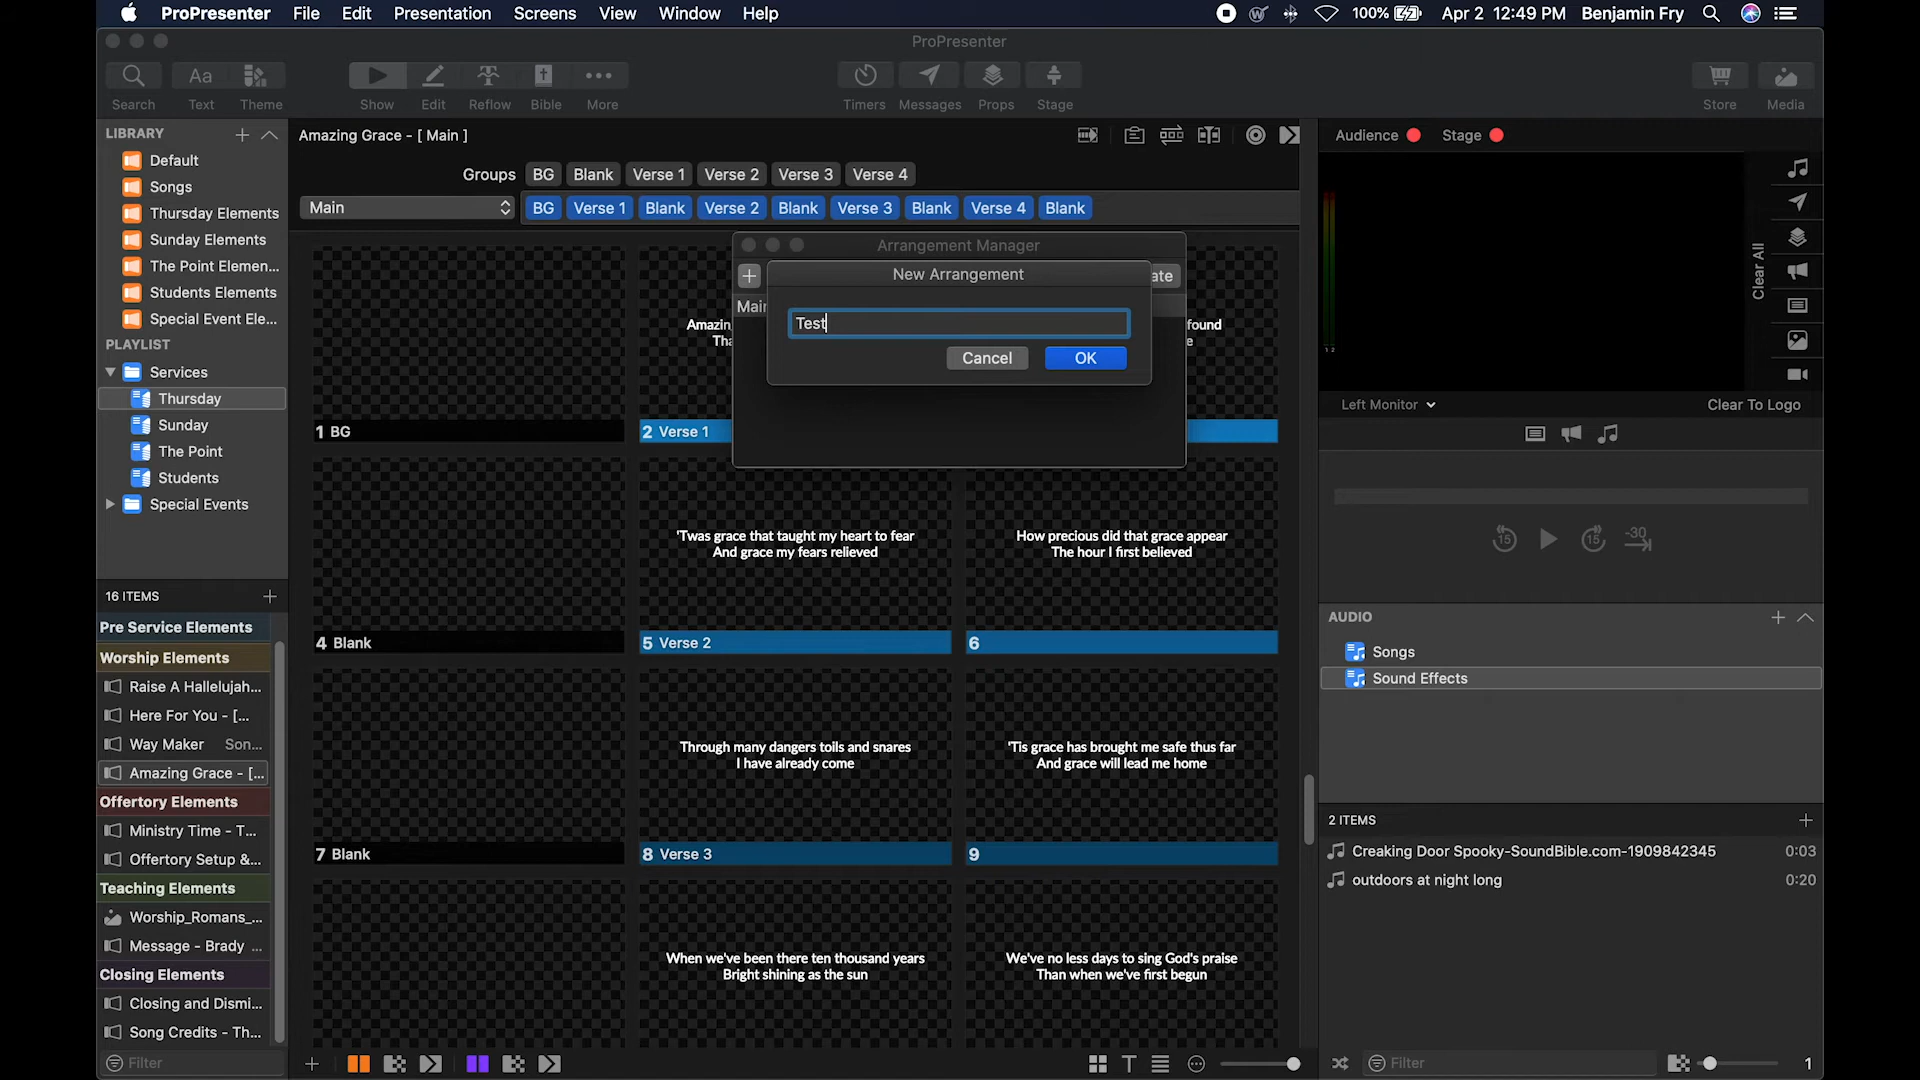 ProPresenter File Edit Presentation Screens View Window Help 100% Apr 2 12:49 PM Benjamin Fry
ProPresenter
Aa
Search Text Theme Show Edit Reflow Bible More Timers Messages Props Stage Store Media
LIBRARY
Default
Songs
Thursday Elements
Sunday Elements
The Point Elemen...
Students Elements
Special Event Ele...
PLAYLIST
Services
Thursday
Sunday
The Point
Students
Special Events
16 ITEMS
Pre Service Elements
Worship Elements
Raise A Hallelujah...
Here For You - [...
Way Maker Son...
Amazing Grace - [...
Offertory Elements
Ministry Time - T...
Offertory Setup &...
Teaching Elements
Worship_Romans_...
Message - Brady ...
Closing Elements
Closing and Dismi...
Song Credits - Th...
Filter
Amazing Grace - [ Main ]
Groups BG Blank Verse 1 Verse 2 Verse 3 Verse 4
Main BG Verse 1 Blank Verse 2 Blank Verse 3 Blank Verse 4 Blank
Arrangement Manager
New Arrangement
ate
Main
Test
Cancel OK
Amazin
Tha
found
e
1 BG
2 Verse 1
'Twas grace that taught my heart to fear
And grace my fears relieved
How precious did that grace appear
The hour I first believed
4 Blank
5 Verse 2
6
Through many dangers toils and snares
I have already come
'Tis grace has brought me safe thus far
And grace will lead me home
7 Blank
8 Verse 3
9
When we've been there ten thousand years
Bright shining as the sun
We've no less days to sing God's praise
Than when we've first begun
T
Audience Stage
Clear All
1 2
Left Monitor Clear To Logo
15 15 -30
AUDIO
Songs
Sound Effects
2 ITEMS
Creaking Door Spooky-SoundBible.com-1909842345 0:03
outdoors at night long 0:20
Filter 1